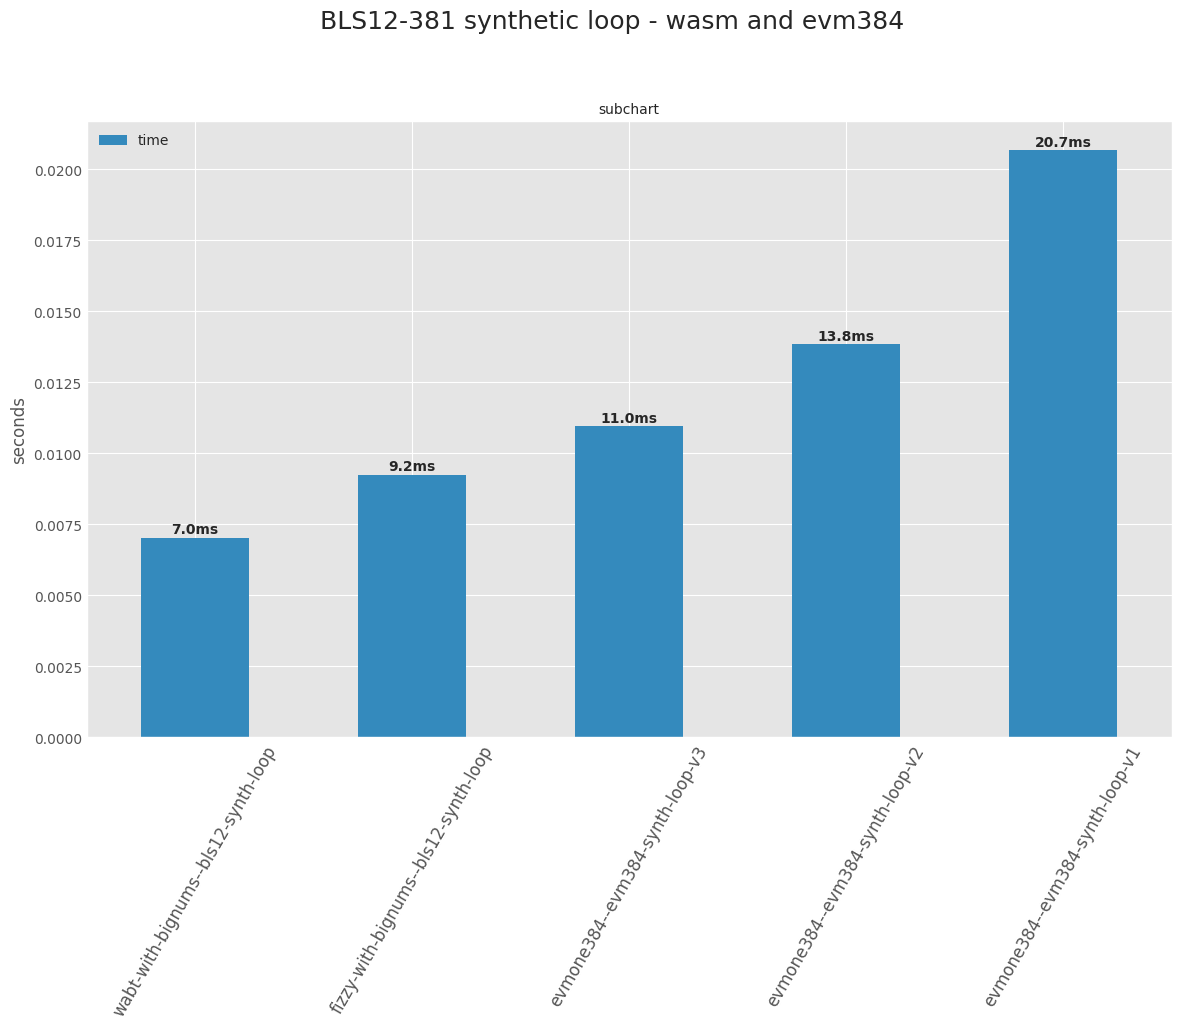 BLS12-381 synthetic loop - wasm and evm384
subchart
time
0.0200
0.0175
0.0150
0.0125
0.0100
0.0075
0.0050
0.0025
0.0000
seconds
7.0ms
9.2ms
11.0ms
13.8ms
20.7ms
wabt-with-bignums--bls12-synth-loop
fizzy-with-bignums--bls12-synth-loop
evmone384--evm384-synth-loop-v3
evmone384--evm384-synth-loop-v2
evmone384--evm384-synth-loop-v1